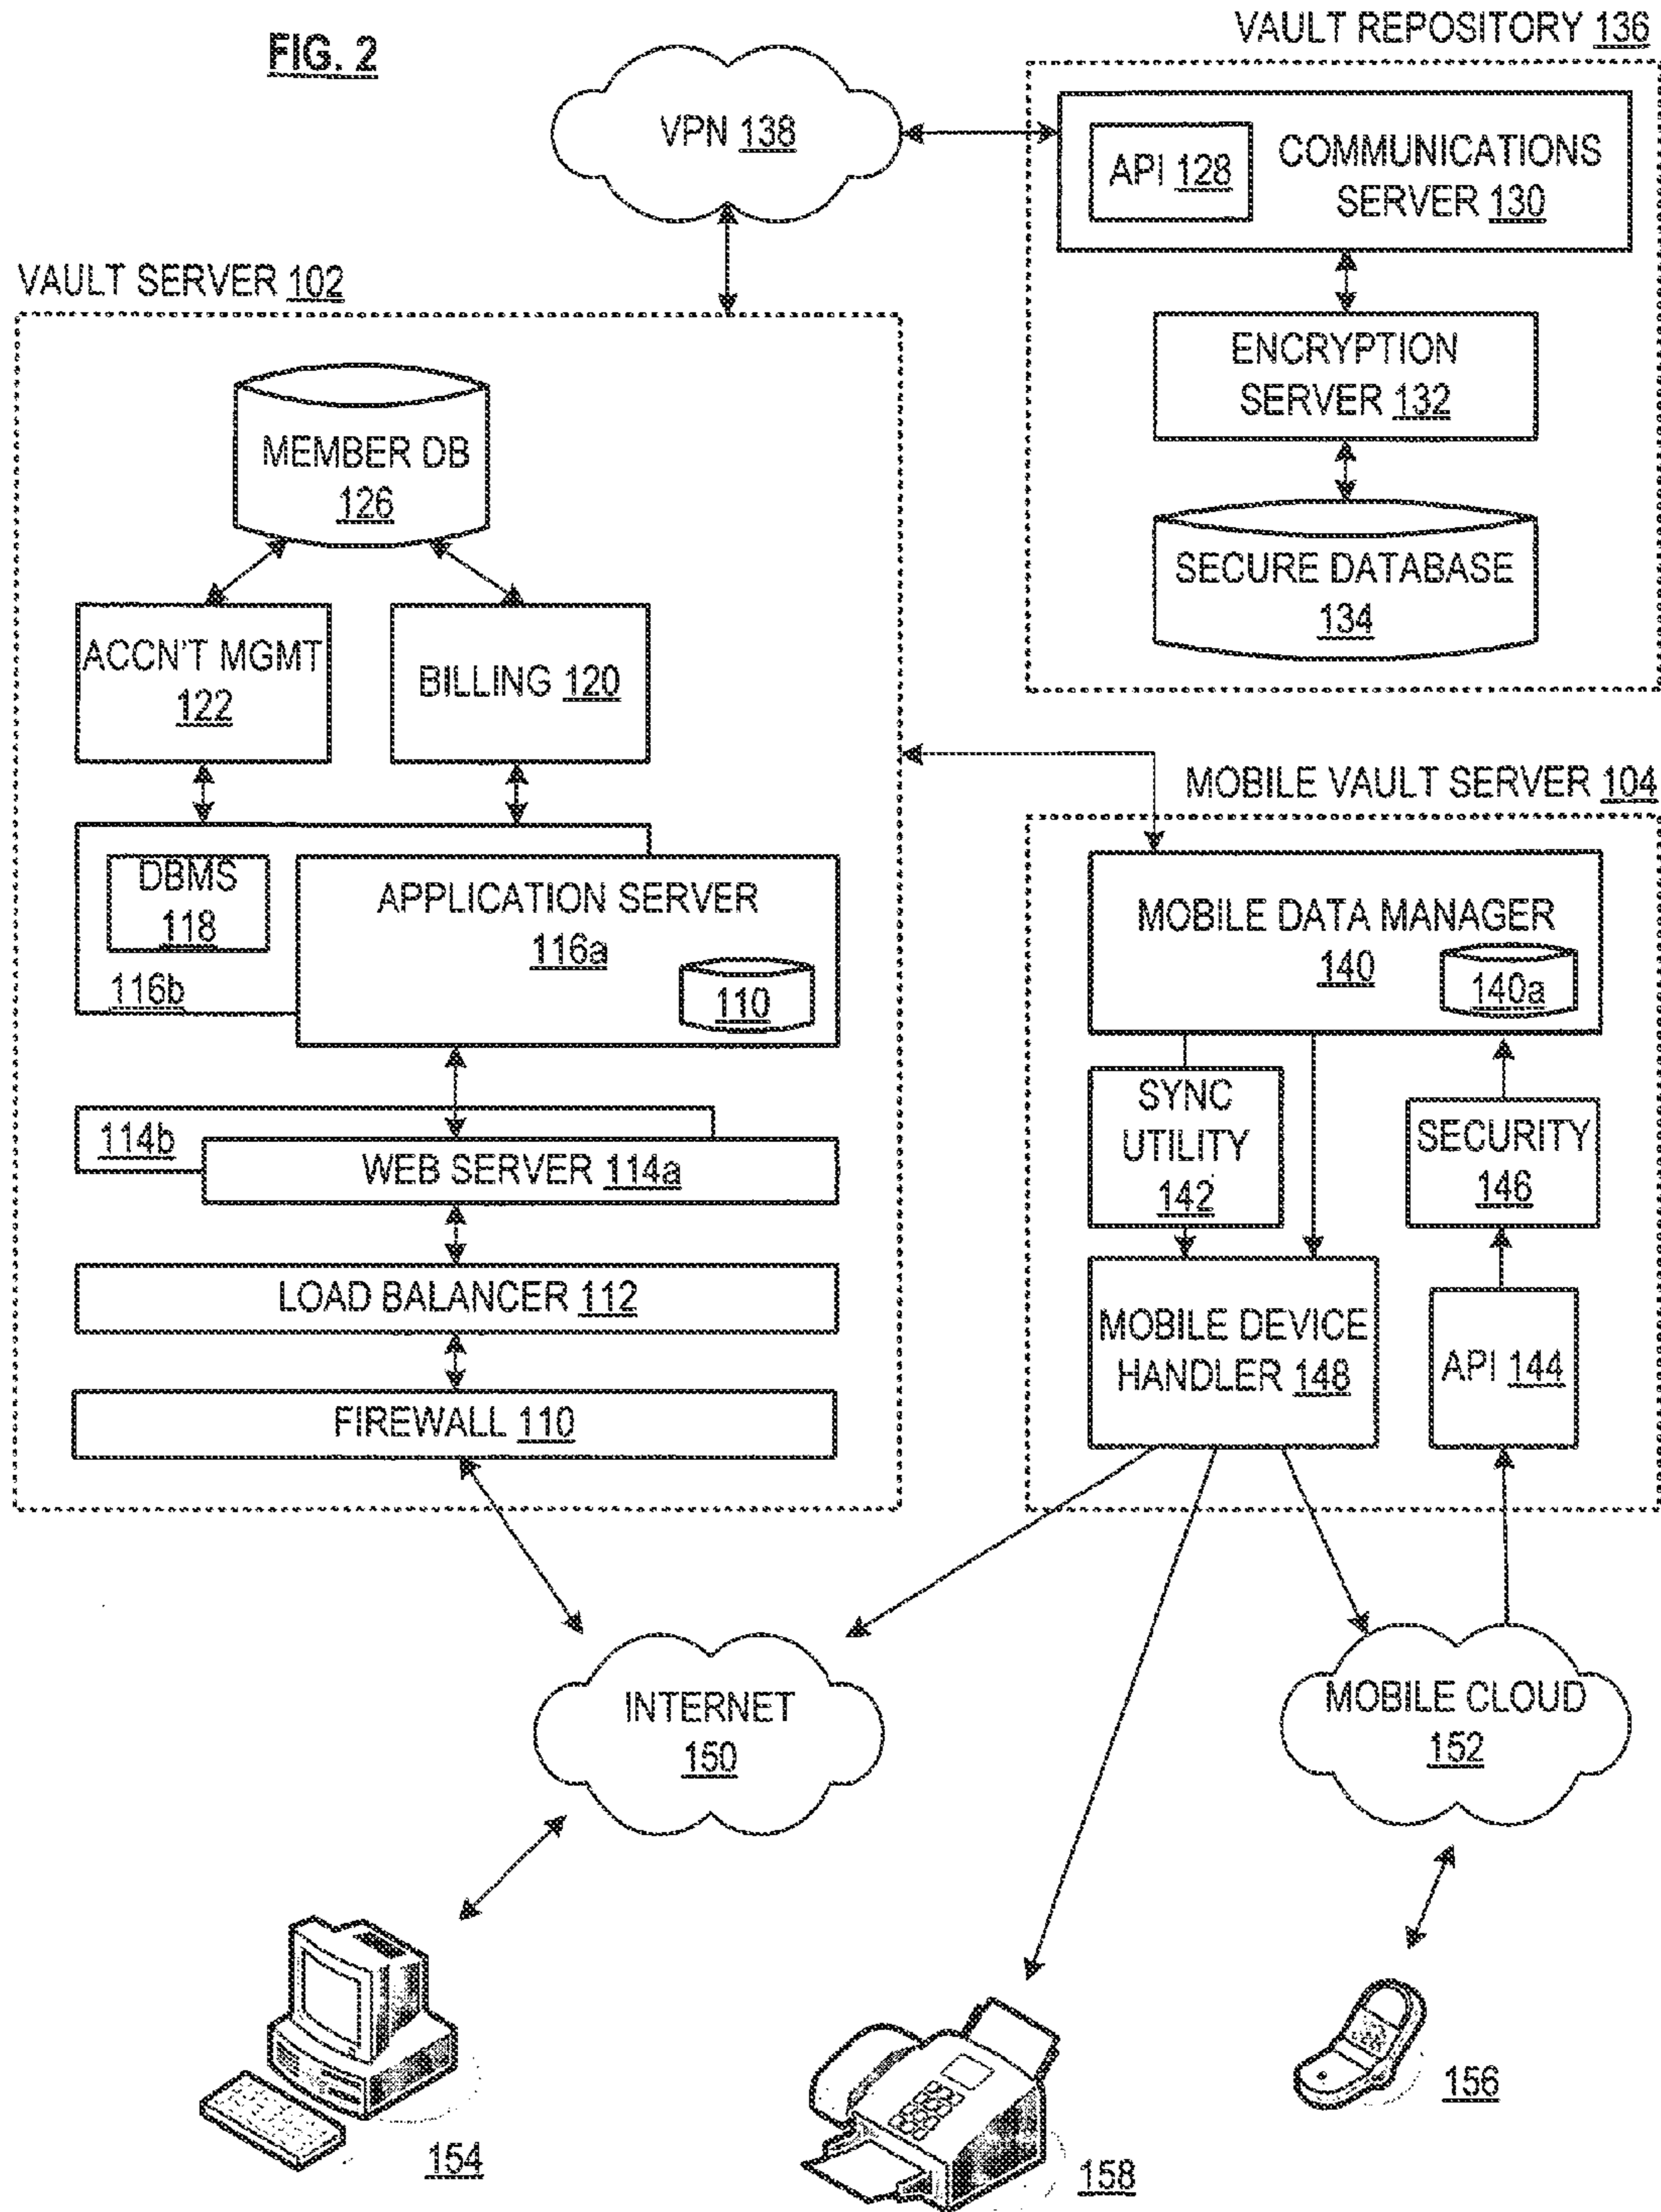 FIG. 2
VAULT REPOSITORY 136
VPN 138
API 128
COMMUNICATIONS
SERVER 130
ENCRYPTION
SERVER 132
SECURE DATABASE
134
VAULT SERVER 102
MEMBER DB
126
ACCN'T MGMT
122
BILLING 120
DBMS
118
116b
APPLICATION SERVER
116a
110
114b
WEB SERVER 114a
LOAD BALANCER 112
FIREWALL 110
MOBILE VAULT SERVER 104
MOBILE DATA MANAGER
140
140a
SYNC
UTILITY
142
SECURITY
146
MOBILE DEVICE
HANDLER 148
API 144
INTERNET
150
MOBILE CLOUD
152
154
158
156